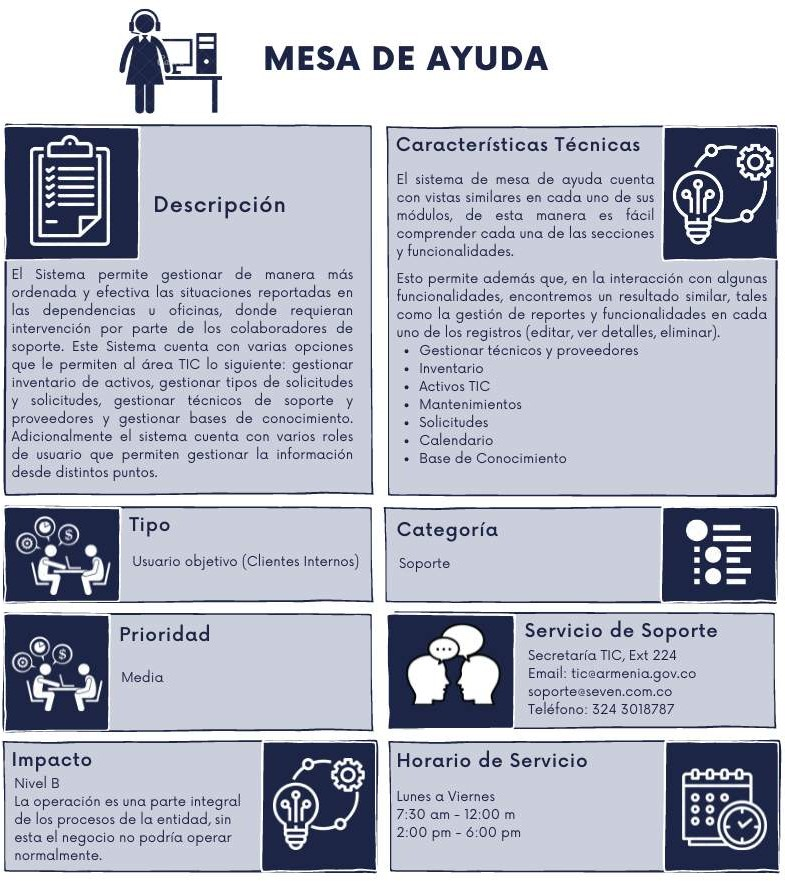 MESA DE AYUDA
Descripción
El Sistema permite gestionar de manera más
ordenada y efectiva las situaciones reportadas en
las dependencias u oficinas, donde requieran
intervención por parte de los colaboradores de
soporte. Este Sistema cuenta con varias opciones
que le permiten al área TIC lo siguiente: gestionar
inventario de activos, gestionar tipos de solicitudes
y solicitudes, gestionar técnicos de soporte y
proveedores y gestionar bases de conocimiento.
Adicionalmente el sistema cuenta con varios roles
de usuario que permiten gestionar la información
desde distintos puntos.
Características Técnicas
El sistema de mesa de ayuda cuenta
con vistas similares en cada uno de sus
módulos, de esta manera es fácil
comprender cada una de las secciones
y funcionalidades.
Esto permite además que, en la interacción con algunas
funcionalidades, encontremos un resultado similar, tales
como la gestión de reportes y funcionalidades en cada
uno de los registros (editar, ver detalles, eliminar).
• Gestionar técnicos y proveedores
• Inventario
• Activos TIC
• Mantenimientos
• Solicitudes
• Calendario
• Base de Conocimiento
Tipo
Usuario objetivo (Clientes Internos)
Categoría
Soporte
Prioridad
Media
Servicio de Soporte
Secretaría TIC, Ext 224
Email: tic@armenia.gov.co
soporte@seven.com.co
Teléfono: 324 3018787
Impacto
Nivel B
La operación es una parte integral
de los procesos de la entidad, sin
esta el negocio no podría operar
normalmente.
Horario de Servicio
Lunes a Viernes
7:30 am - 12:00 m
2:00 pm - 6:00 pm